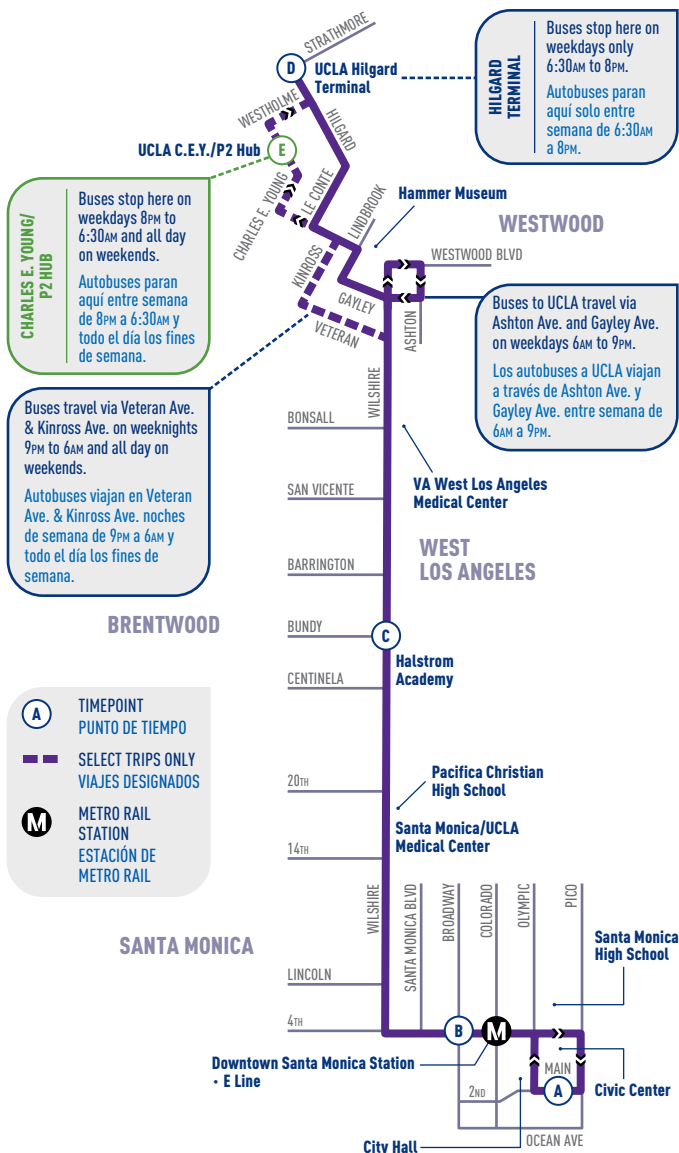 STRATHMORE
D
UCLA Hilgard
Terminal
HILGARD
TERMINAL
Buses stop here on
weekdays only
6:30AM to 8PM.
Autobuses paran
aquí solo entre
semana de 6:30AM
a 8PM.
WESTHOLME
HILGARD
UCLA C.E.Y./P2 Hub
E
CHARLES E. YOUNG
LE CONTE
LINDBROOK
Hammer Museum
WESTWOOD
CHARLES E. YOUNG/
P2 HUB
Buses stop here on
weekdays 8PM to
6:30AM and all day
on weekends.
Autobuses paran
aquí entre semana
de 8PM a 6:30AM y
todo el día los fines
de semana.
KINROSS
GAYLEY
VETERAN
WESTWOOD BLVD
ASHTON
Buses to UCLA travel via
Ashton Ave. and Gayley Ave.
on weekdays 6AM to 9PM.
Los autobuses a UCLA viajan
a través de Ashton Ave. y
Gayley Ave. entre semana de
6AM a 9PM.
Buses travel via Veteran Ave.
& Kinross Ave. on weeknights
9PM to 6AM and all day on
weekends.
Autobuses viajan en Veteran
Ave. & Kinross Ave. noches
de semana de 9PM a 6AM y
todo el día los fines de
semana.
WILSHIRE
BONSALL
VA West Los Angeles
Medical Center
SAN VICENTE
WEST
LOS ANGELES
BARRINGTON
BRENTWOOD
BUNDY
C
Halstrom
Academy
CENTINELA
A
TIMEPOINT
PUNTO DE TIEMPO
SELECT TRIPS ONLY
VIAJES DESIGNADOS
M
METRO RAIL
STATION
ESTACIÓN DE
METRO RAIL
20TH
Pacifica Christian
High School
Santa Monica/UCLA
Medical Center
14TH
WILSHIRE
SANTA MONICA BLVD
BROADWAY
COLORADO
OLYMPIC
PICO
SANTA MONICA
Santa Monica
High School
LINCOLN
4TH
B
M
Downtown Santa Monica Station
• E Line
MAIN
2ND
A
Civic Center
City Hall
OCEAN AVE